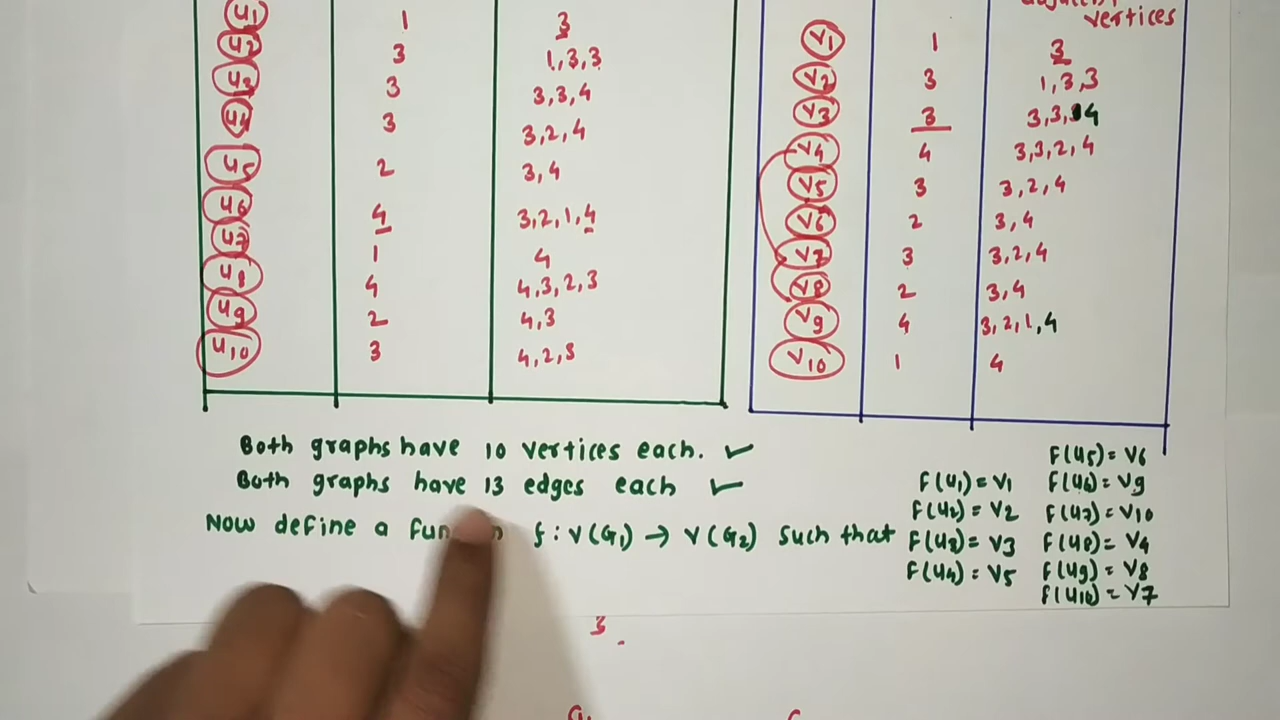 vertices
u1 1 3
u2 3 1,3,3
u3 3 3,3,4
u4 3 3,2,4
2 3,4
u6 4 3,2,1,4
u7 1 4
u8 4 4,3,2,3
u9 2 4,3
u10 3 4,2,3
v1 1 3
v2 3 1,3,3
v3 3 3,3,4
v4 4 3,3,2,4
v5 3 3,2,4
v6 2 3,4
v7 3 3,2,4
v8 2 3,4
v9 4 3,2,1,4
v10 1 4
Both graphs have 10 vertices each. ✓
Both graphs have 13 edges each ✓
Now define a f : V(G1) → V(G2) such that
F(u1) = V1
F(u2) = V2
F(u3) = V3
F(u4) = V5
F(u5) = V6
F(u6) = V9
F(u7) = V10
F(u8) = V4
F(u9) = V8
F(u10) = V7
3